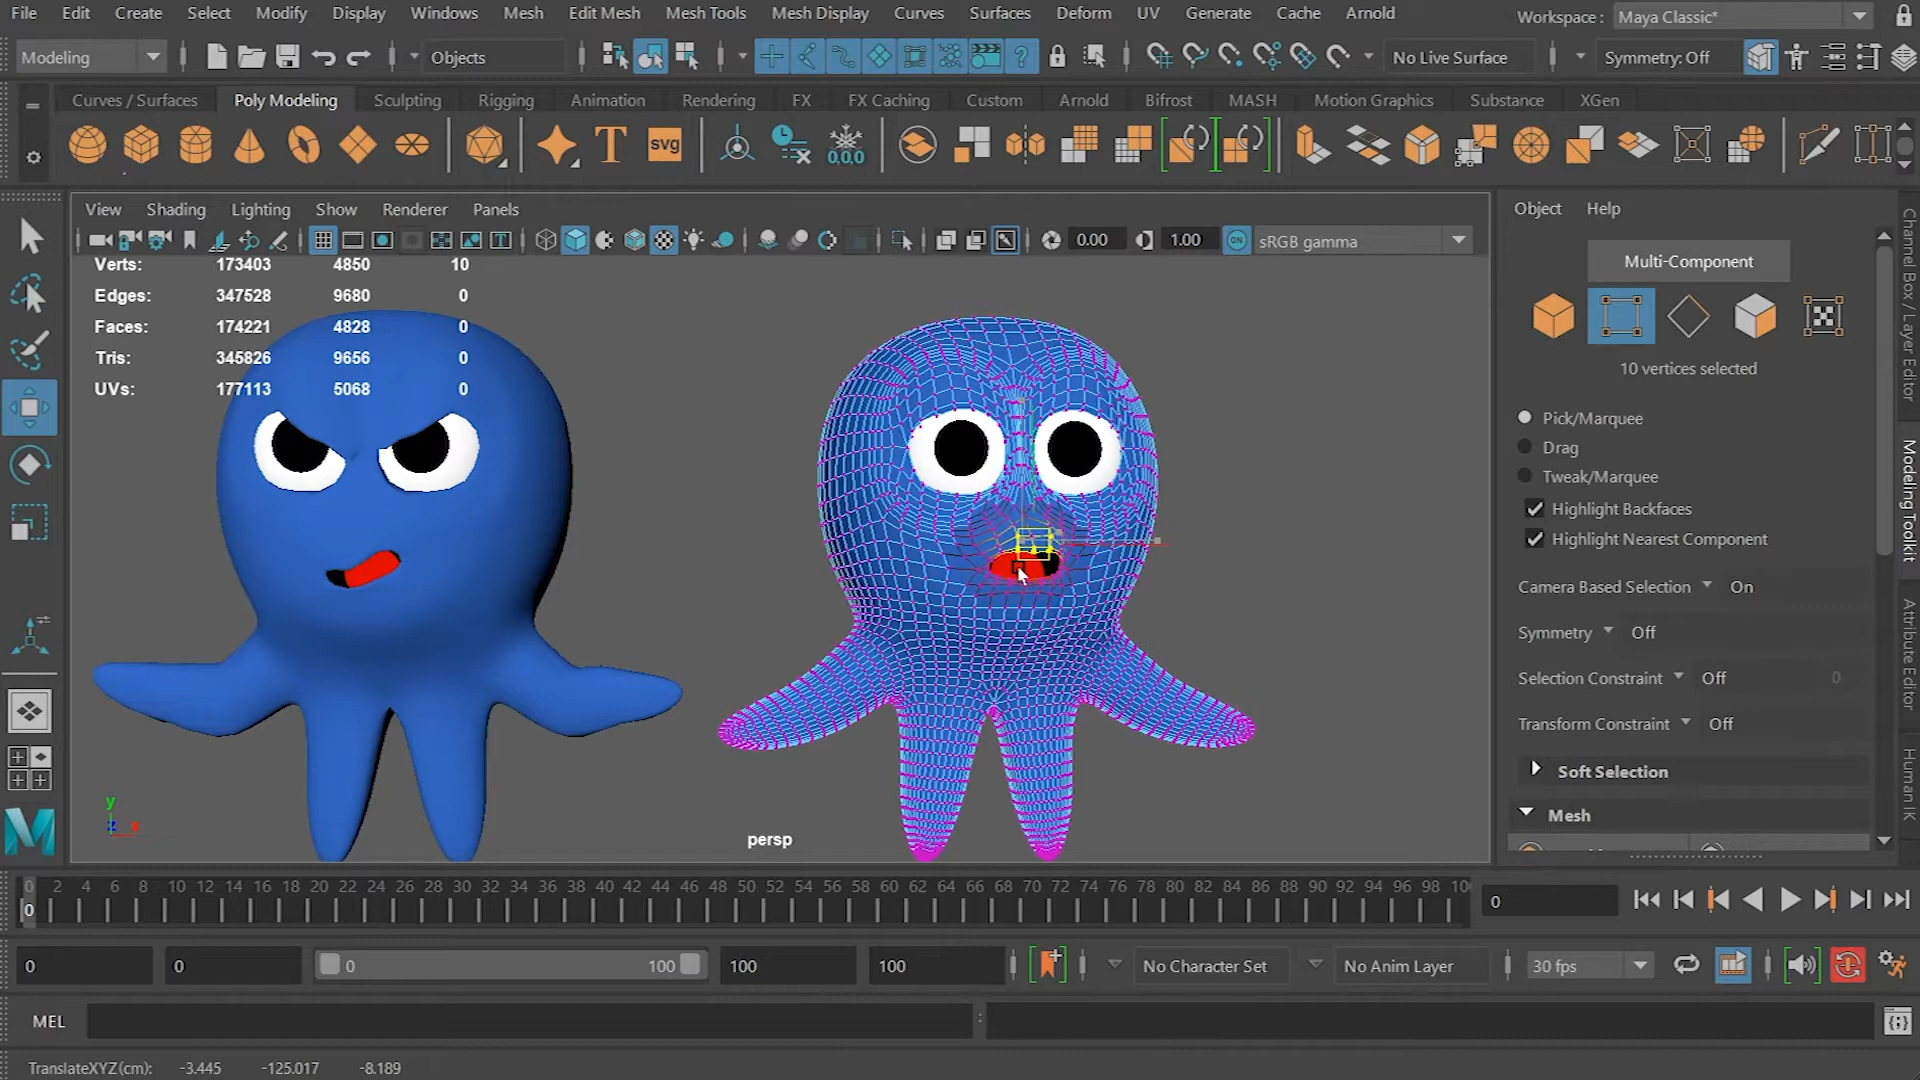 File Edit Create Select Modify Display Windows Mesh Edit Mesh Mesh Tools Mesh Display Curves Surfaces Deform UV Generate Cache Arnold Workspace : Maya Classic*
Modeling Objects No Live Surface Symmetry: Off
Curves / Surfaces Poly Modeling Sculpting Rigging Animation Rendering FX FX Caching Custom Arnold Bifrost MASH Motion Graphics Substance XGen
T svg 0,0,0
View Shading Lighting Show Renderer Panels
0.00 1.00 ON sRGB gamma
Verts: 173403 4850 10
Edges: 347528 9680 0
Faces: 174221 4828 0
Tris: 345826 9656 0
UVs: 177113 5068 0
y
z x
persp
Object Help
Multi-Component
10 vertices selected
Pick/Marquee
Drag
Tweak/Marquee
Highlight Backfaces
Highlight Nearest Component
Camera Based Selection On
Symmetry Off
Selection Constraint Off 0
Transform Constraint Off
Soft Selection
Mesh
Channel Box / Layer Editor
Modeling Toolkit
Attribute Editor
Human IK
0 2 4 6 8 10 12 14 16 18 20 22 24 26 28 30 32 34 36 38 40 42 44 46 48 50 52 54 56 58 60 62 64 66 68 70 72 74 76 78 80 82 84 86 88 90 92 94 96 98 10
0
0
0 0 0 100 100 100 No Character Set No Anim Layer 30 fps
MEL
TranslateXYZ(cm): -3.445 -125.017 -8.189